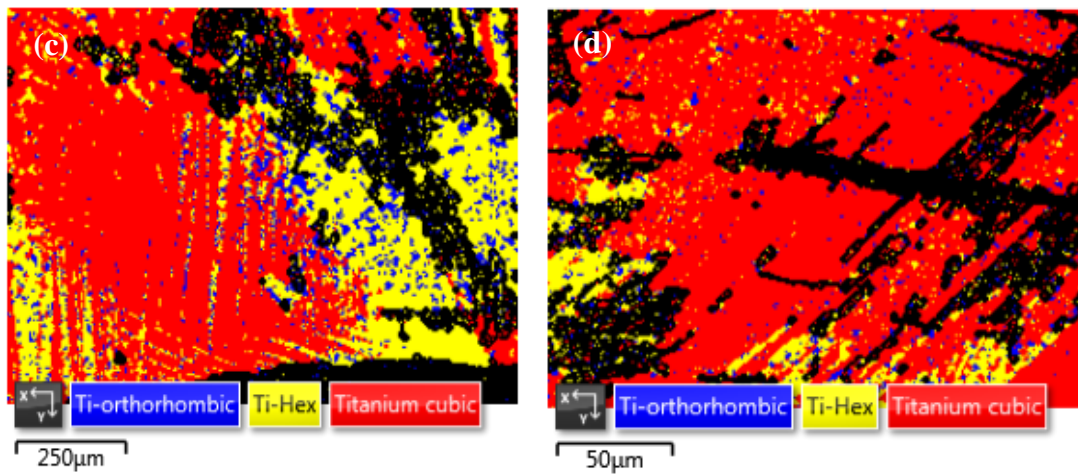 (c)
X
Y
Ti-orthorhombic
Ti-Hex
Titanium cubic
250μm
(d)
X
Y
Ti-orthorhombic
Ti-Hex
Titanium cubic
50μm